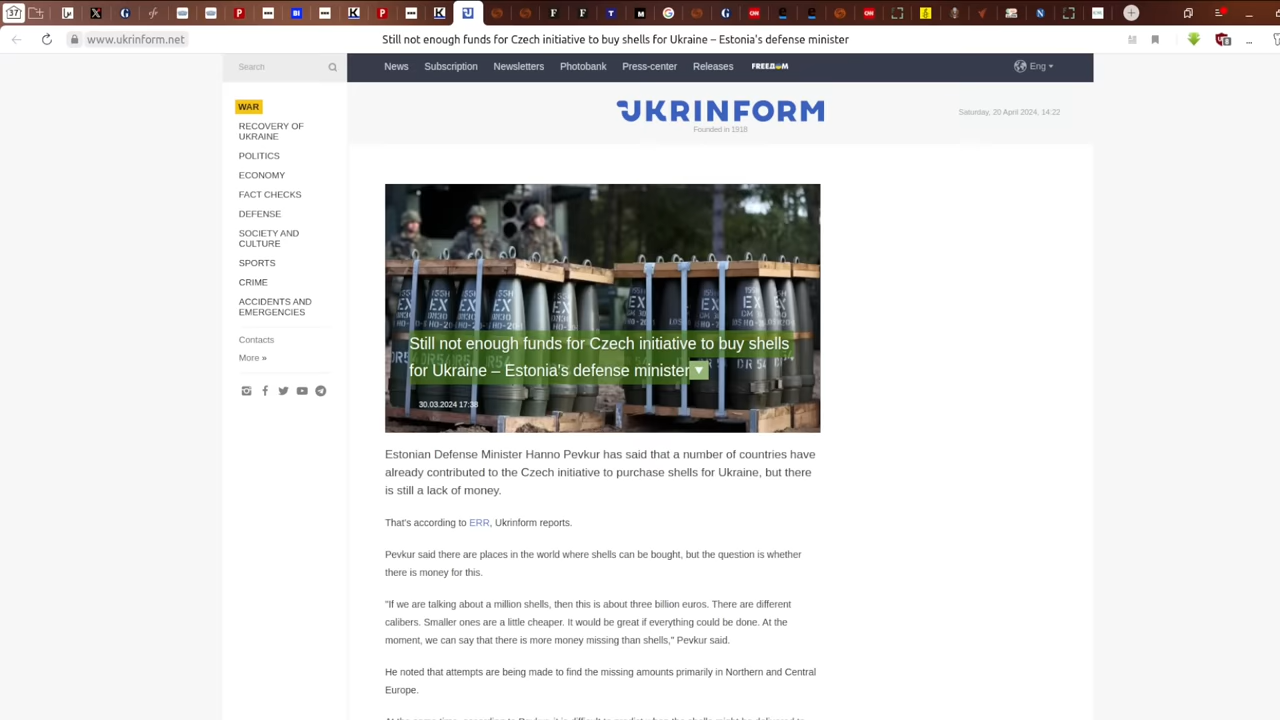 www.ukrinform.net
Still not enough funds for Czech initiative to buy shells for Ukraine – Estonia's defense minister
Search
News Subscription Newsletters Photobank Press-center Releases FREEDOM
Eng
WAR
RECOVERY OF
UKRAINE
POLITICS
ECONOMY
FACT CHECKS
DEFENSE
SOCIETY AND
CULTURE
SPORTS
CRIME
ACCIDENTS AND
EMERGENCIES
Contacts
More »
UKRINFORM
Founded in 1918
Saturday, 20 April 2024, 14:22
155H 155H 155H 155H
EX EX EX EX
Still not enough funds for Czech initiative to buy shells
for Ukraine – Estonia's defense minister
30.03.2024 17:38
Estonian Defense Minister Hanno Pevkur has said that a number of countries have
already contributed to the Czech initiative to purchase shells for Ukraine, but there
is still a lack of money.
That's according to ERR, Ukrinform reports.
Pevkur said there are places in the world where shells can be bought, but the question is whether
there is money for this.
"If we are talking about a million shells, then this is about three billion euros. There are different
calibers. Smaller ones are a little cheaper. It would be great if everything could be done. At the
moment, we can say that there is more money missing than shells," Pevkur said.
He noted that attempts are being made to find the missing amounts primarily in Northern and Central
Europe.